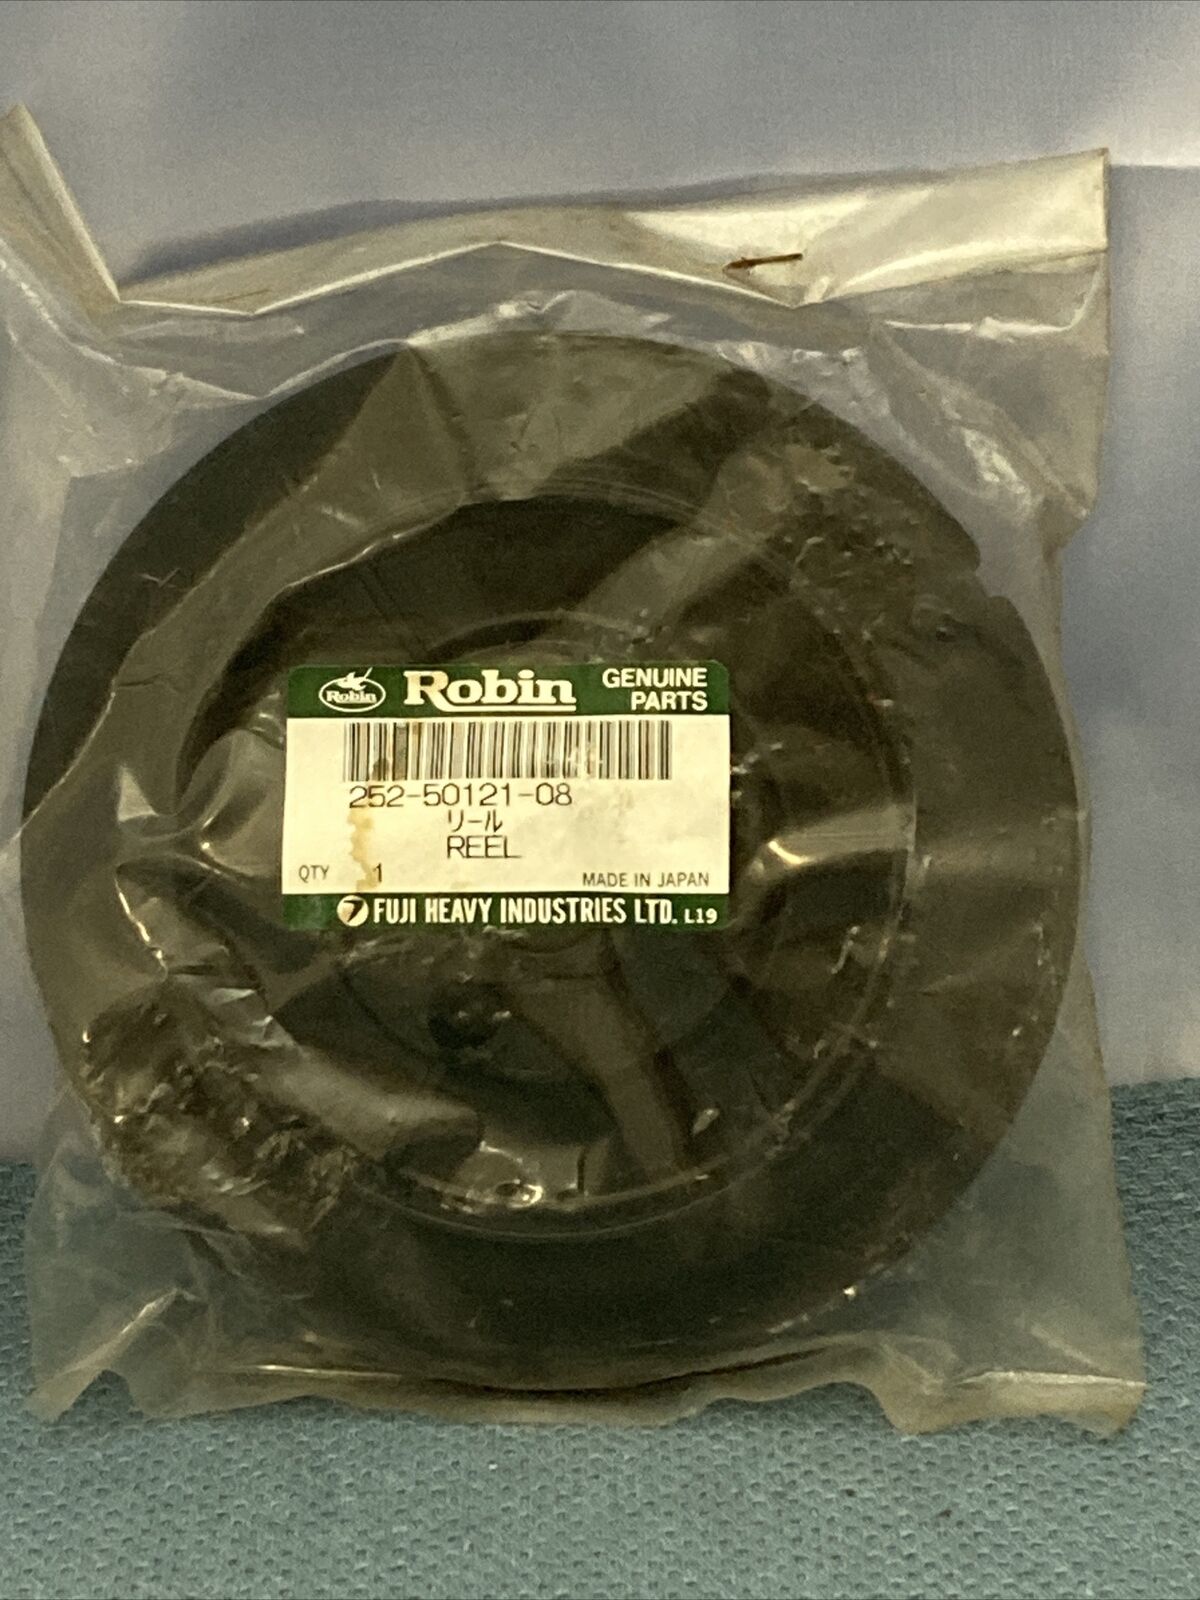 Robin
Robin
GENUINE
PARTS
252-50121-08
リール
REEL
QTY 1
MADE IN JAPAN
FUJI HEAVY INDUSTRIES LTD. L19